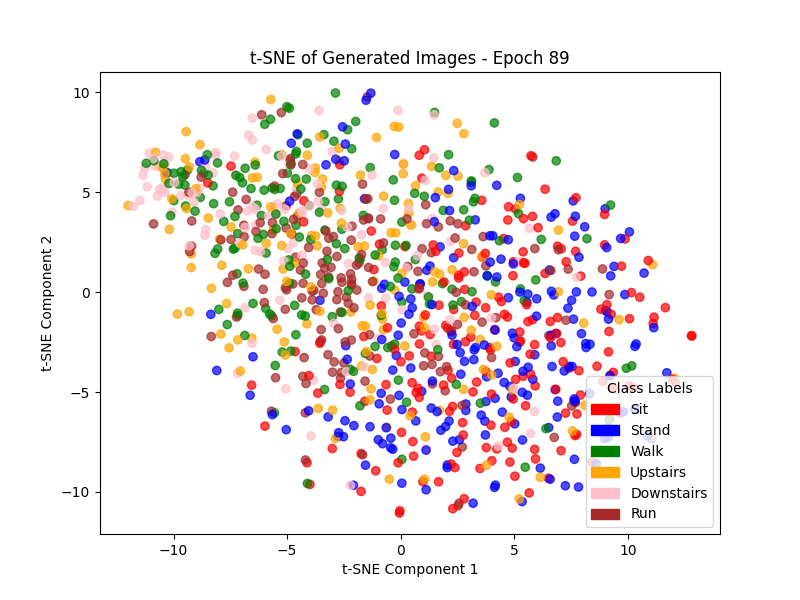 t-SNE of Generated Images - Epoch 89
10
5
0
−5
−10
t-SNE Component 2
−10
−5
0
5
10
t-SNE Component 1
Class Labels
Sit
Stand
Walk
Upstairs
Downstairs
Run